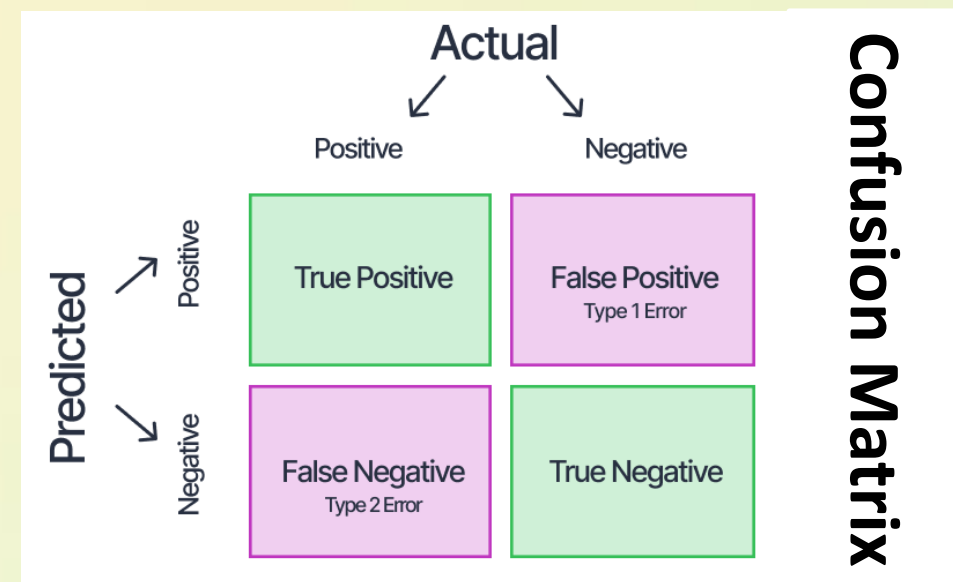 Actual
Positive
Negative
Predicted
Positive
True Positive
False Positive
Type 1 Error
Negative
False Negative
Type 2 Error
True Negative
Confusion Matrix